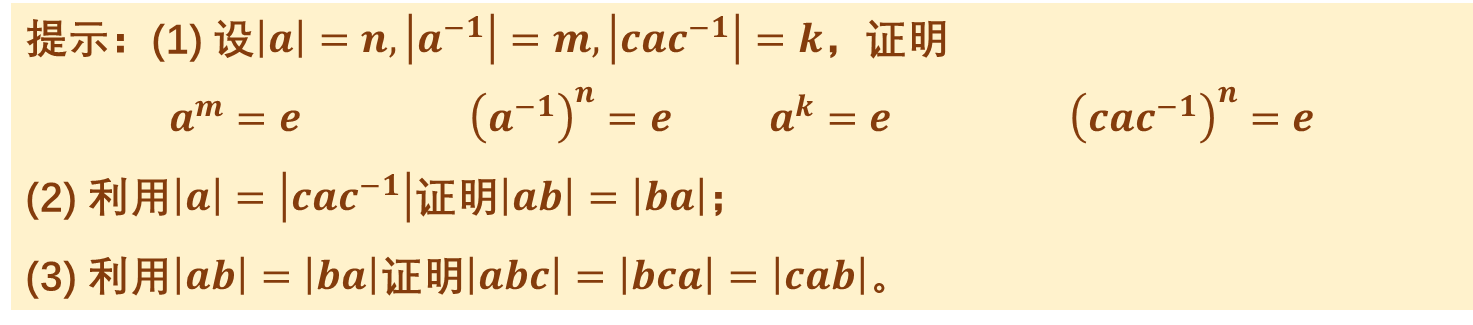 提示：(1) 设|a| = n, |a⁻¹| = m, |cac⁻¹| = k，证明
aᵐ = e (a⁻¹)ⁿ = e aᵏ = e (cac⁻¹)ⁿ = e
(2) 利用|a| = |cac⁻¹|证明|ab| = |ba|；
(3) 利用|ab| = |ba|证明|abc| = |bca| = |cab|。